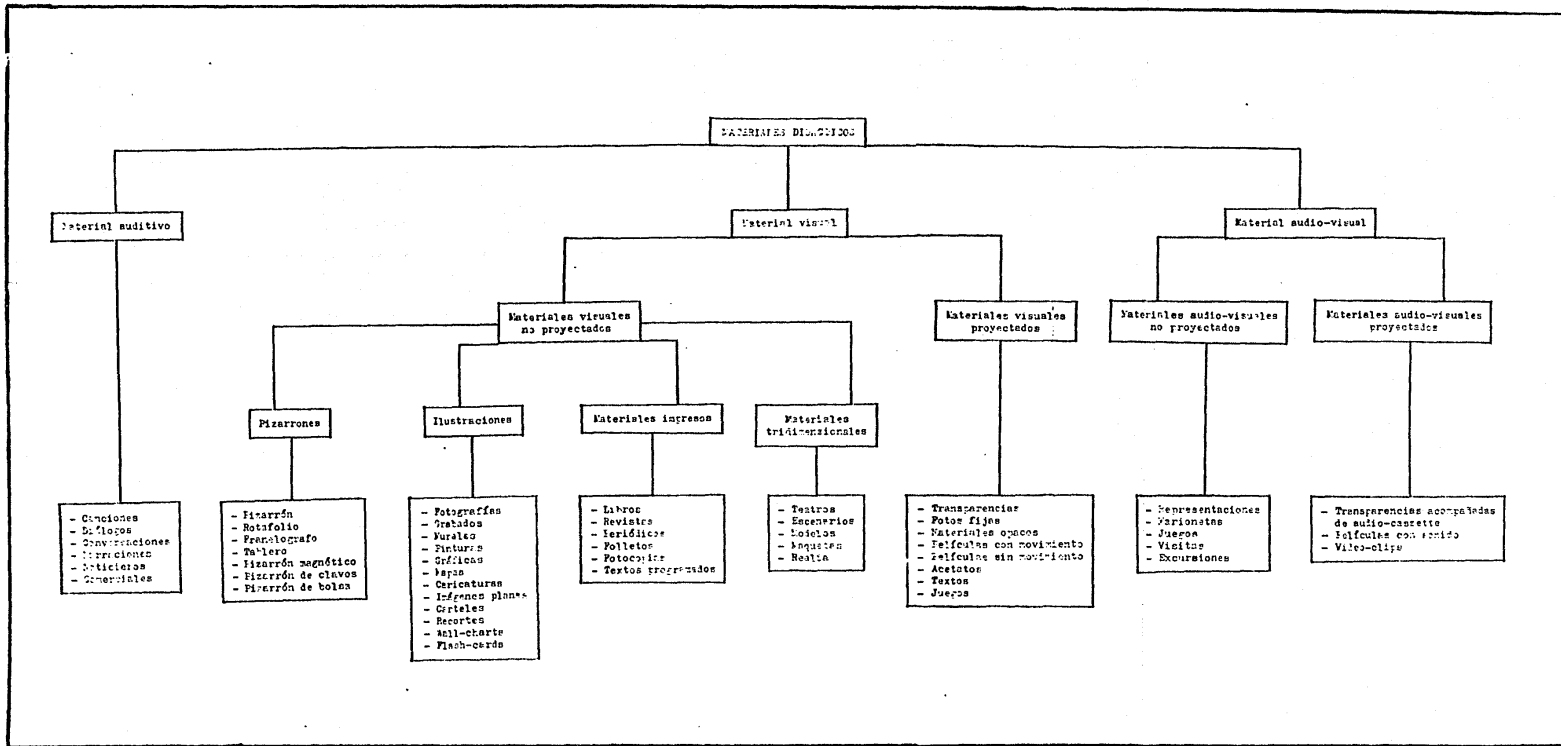 MATERIALES DIDACTICOS
Material auditivo
Material visual
Material audio-visual
Materiales visuales
no proyectados
Materiales visuales
proyectados
Materiales audio-visuales
no proyectados
Materiales audio-visuales
proyectados
Pizarrones
Ilustraciones
Materiales impresos
Materiales
tridimensionales
- Canciones
- Diálogos
- Conversaciones
- Narraciones
- Noticieros
- Comerciales
- Pizarrón
- Rotafolio
- Franelografo
- Tablero
- Pizarrón magnético
- Pizarrón de clavos
- Pizarrón de bolsa
- Fotografías
- Grabados
- Murales
- Pinturas
- Gráficas
- Mapas
- Caricaturas
- Imágenes planas
- Carteles
- Recortes
- Wall-charts
- Flash-cards
- Libros
- Revistas
- Periódicos
- Folletos
- Fotocopias
- Textos programados
- Teatros
- Escenarios
- Modelos
- Maquetas
- Realia
- Transparencias
- Fotos fijas
- Materiales opacos
- Películas con movimiento
- Películas sin movimiento
- Acetatos
- Textos
- Juegos
- Representaciones
- Marionetas
- Juegos
- Visitas
- Excursiones
- Transparencias acompañadas
de audio-cassette
- Películas con sonido
- Video-clips